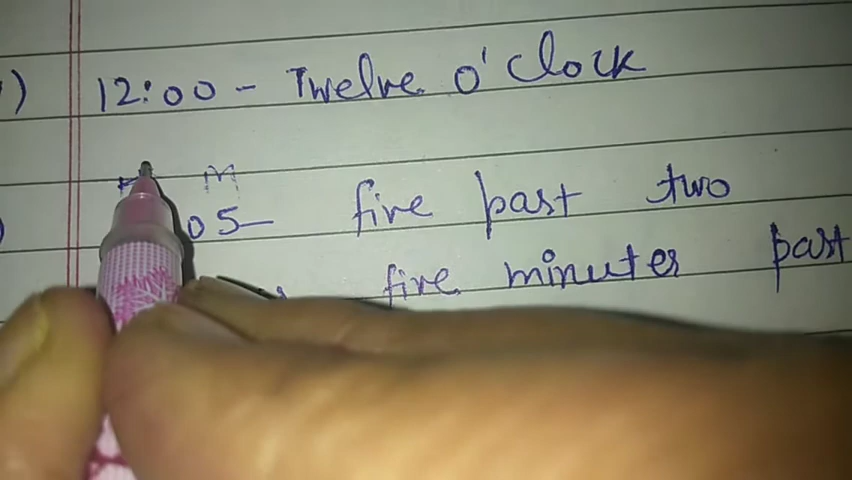 ) 12:00 - Twelve o'clock
M
05- five past two
five minutes past